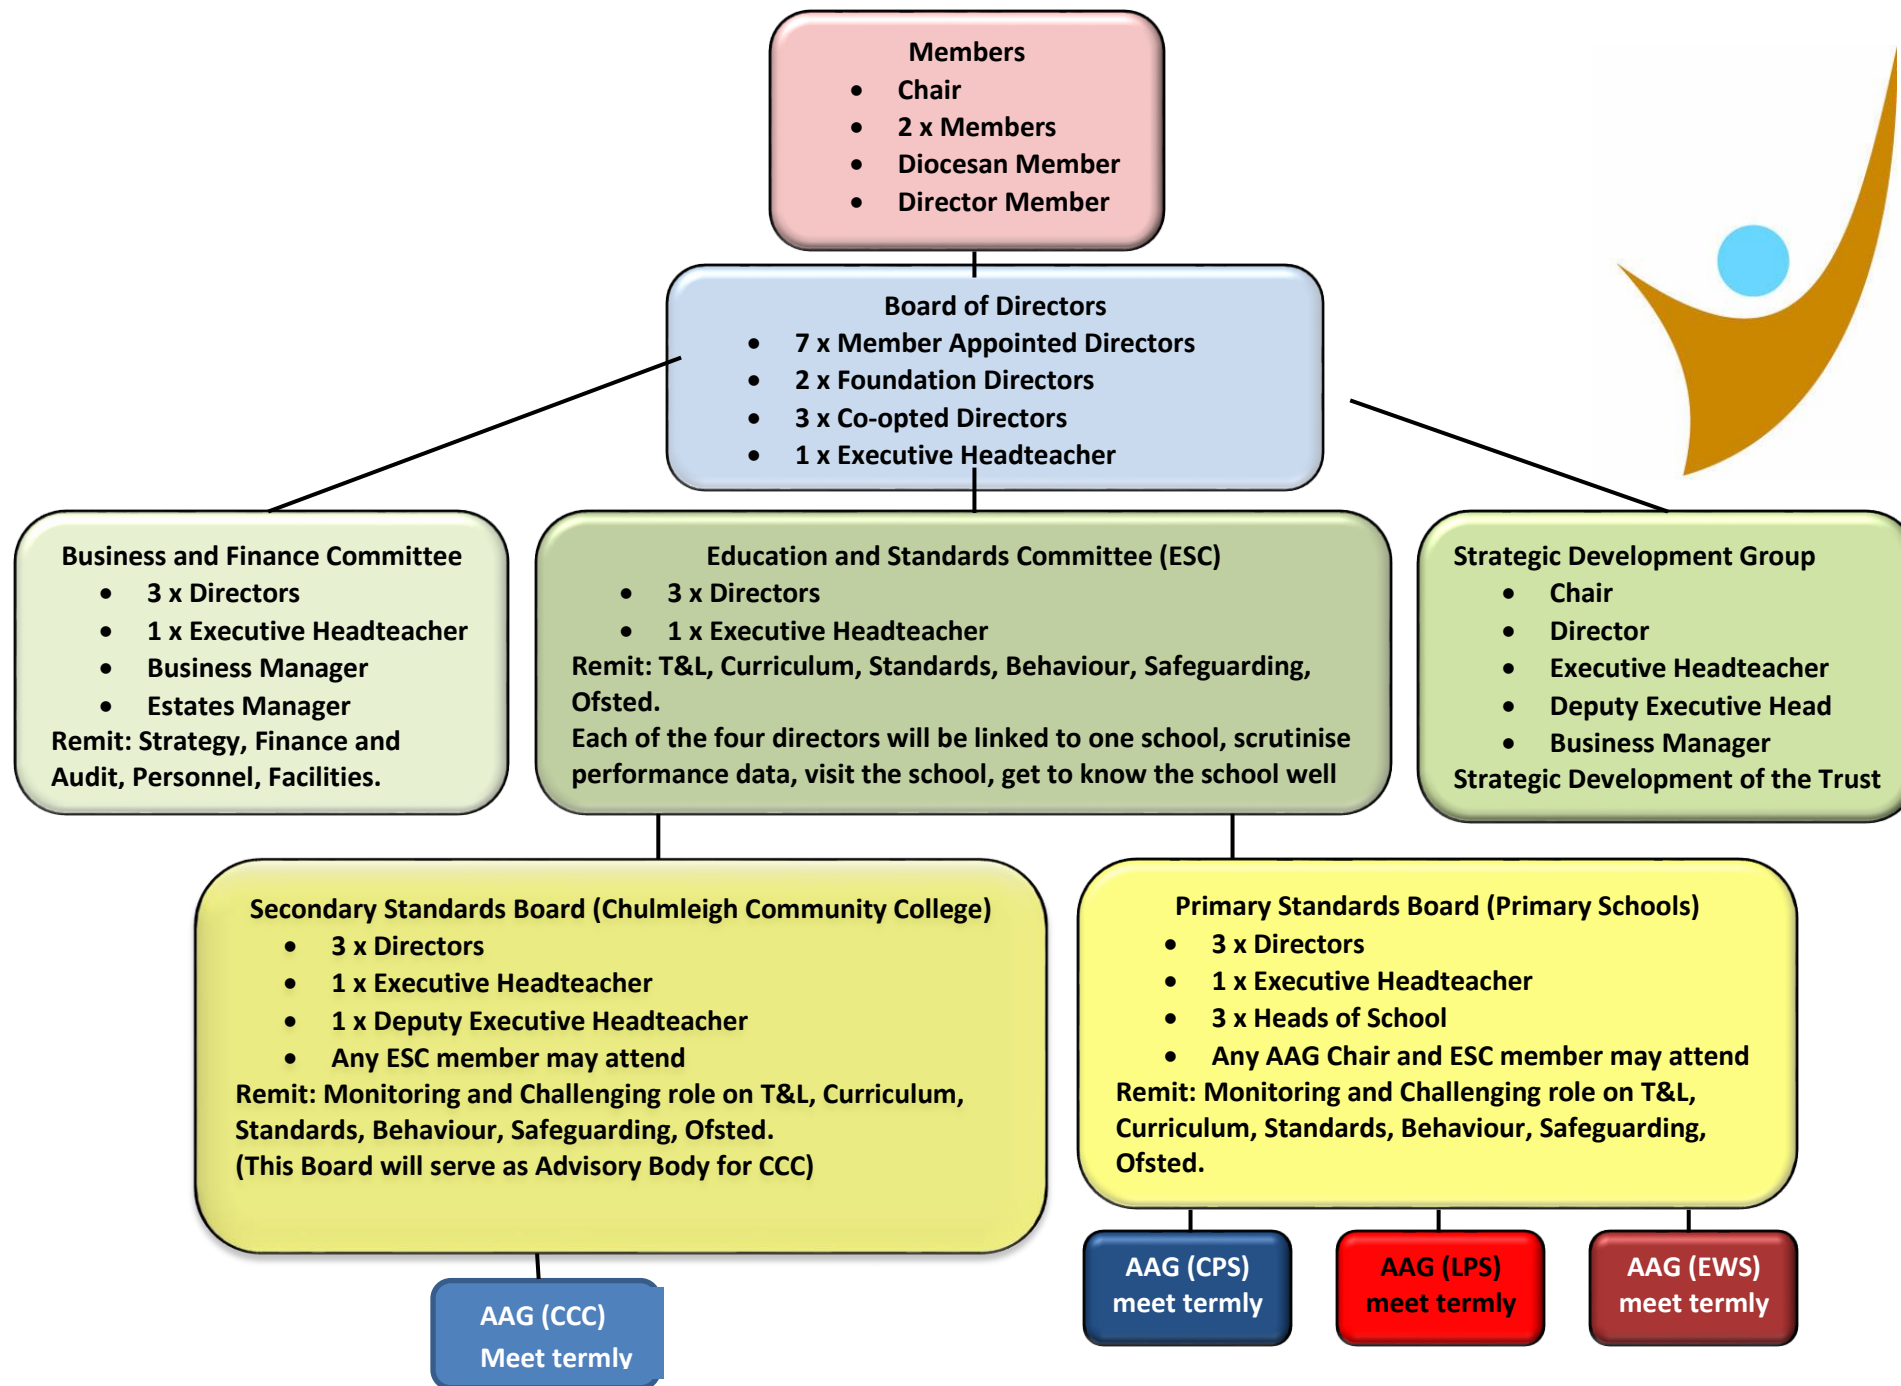 Members
• Chair
• 2 x Members
• Diocesan Member
• Director Member
Board of Directors
• 7 x Member Appointed Directors
• 2 x Foundation Directors
• 3 x Co-opted Directors
• 1 x Executive Headteacher
Business and Finance Committee
• 3 x Directors
• 1 x Executive Headteacher
• Business Manager
• Estates Manager
Remit: Strategy, Finance and
Audit, Personnel, Facilities.
Education and Standards Committee (ESC)
• 3 x Directors
• 1 x Executive Headteacher
Remit: T&L, Curriculum, Standards, Behaviour, Safeguarding,
Ofsted.
Each of the four directors will be linked to one school, scrutinise
performance data, visit the school, get to know the school well
Strategic Development Group
• Chair
• Director
• Executive Headteacher
• Deputy Executive Head
• Business Manager
Strategic Development of the Trust
Secondary Standards Board (Chulmleigh Community College)
• 3 x Directors
• 1 x Executive Headteacher
• 1 x Deputy Executive Headteacher
• Any ESC member may attend
Remit: Monitoring and Challenging role on T&L, Curriculum,
Standards, Behaviour, Safeguarding, Ofsted.
(This Board will serve as Advisory Body for CCC)
Primary Standards Board (Primary Schools)
• 3 x Directors
• 1 x Executive Headteacher
• 3 x Heads of School
• Any AAG Chair and ESC member may attend
Remit: Monitoring and Challenging role on T&L,
Curriculum, Standards, Behaviour, Safeguarding,
Ofsted.
AAG (CCC)
Meet termly
AAG (CPS)
meet termly
AAG (LPS)
meet termly
AAG (EWS)
meet termly